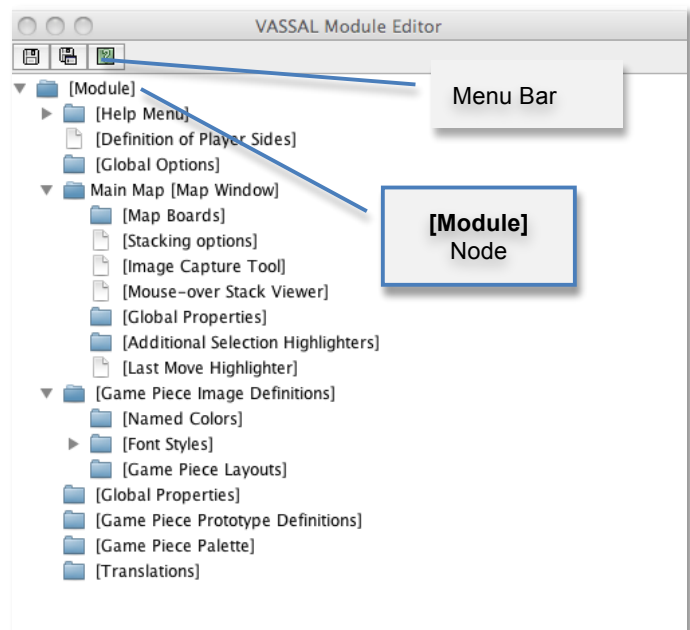 VASSAL Module Editor
Menu Bar
[Module]
[Help Menu]
[Definition of Player Sides]
[Global Options]
Main Map [Map Window]
[Module]
Node
[Map Boards]
[Stacking options]
[Image Capture Tool]
[Mouse-over Stack Viewer]
[Global Properties]
[Additional Selection Highlighters]
[Last Move Highlighter]
[Game Piece Image Definitions]
[Named Colors]
[Font Styles]
[Game Piece Layouts]
[Global Properties]
[Game Piece Prototype Definitions]
[Game Piece Palette]
[Translations]